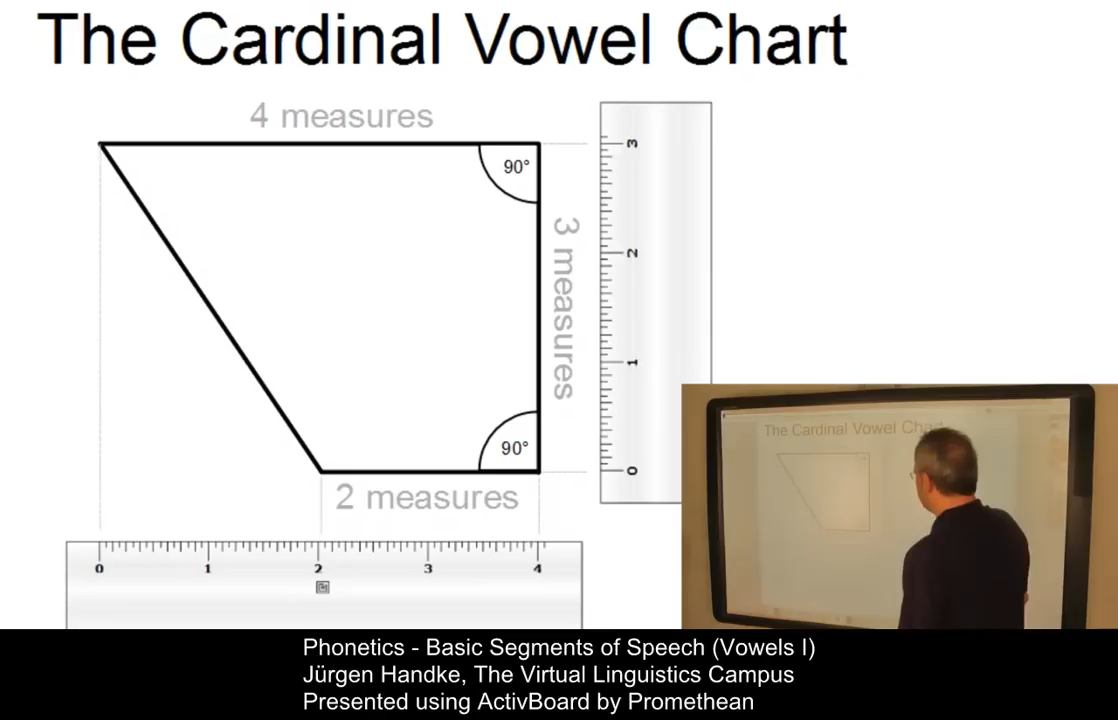 The Cardinal Vowel Chart
4 measures
90°
3 measures
90°
2 measures
3
2
1
0
0 1 2 3 4
The Cardinal Vowel Cha
Phonetics - Basic Segments of Speech (Vowels I)
Jürgen Handke, The Virtual Linguistics Campus
Presented using ActivBoard by Promethean